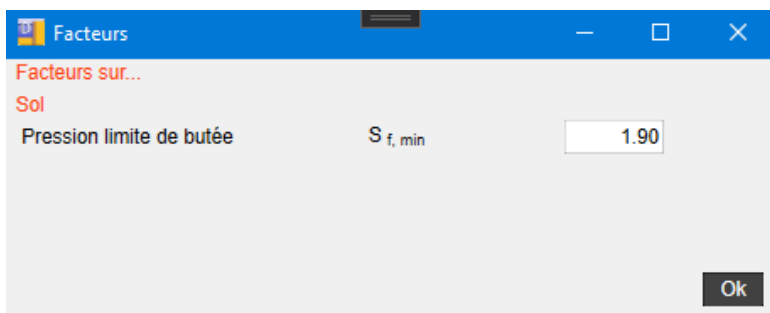 Facteurs
Facteurs sur...
Sol
Pression limite de butée S f, min 1.90
Ok